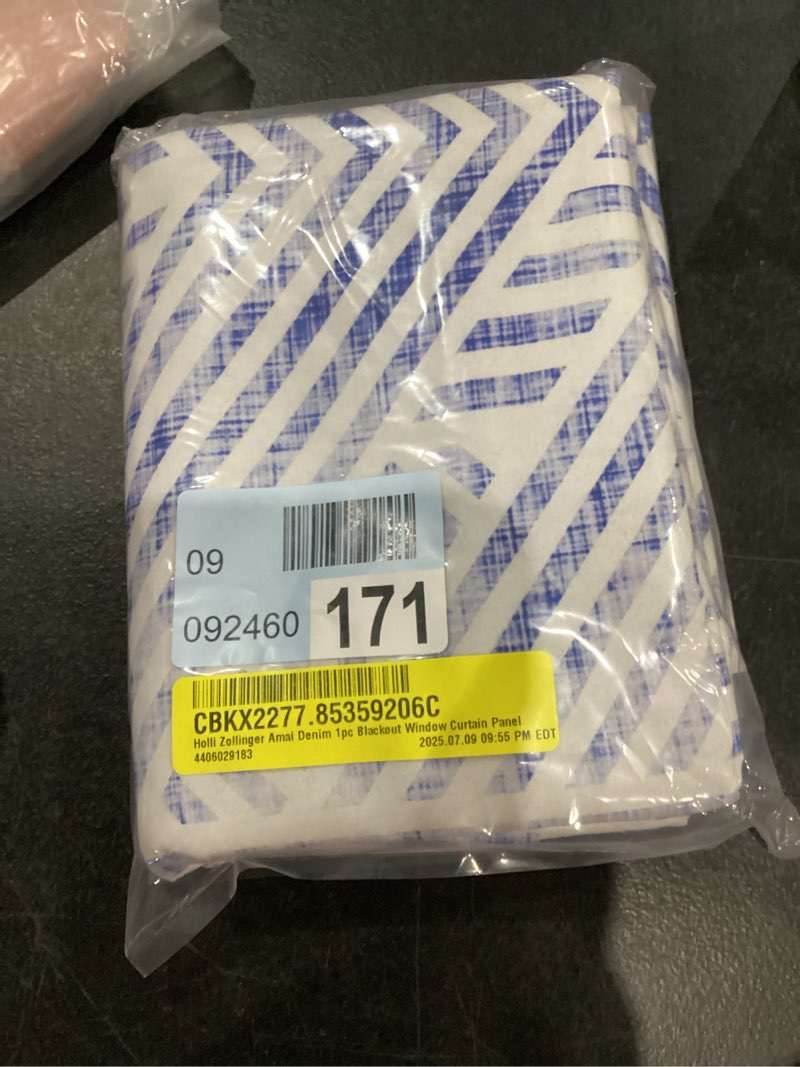 09
092460
171
CBKX2277.85359206C
Holli Zollinger Amai Denim 1pc Blackout Window Curtain Panel
4406029183 2025.07.09 09:55 PM EDT